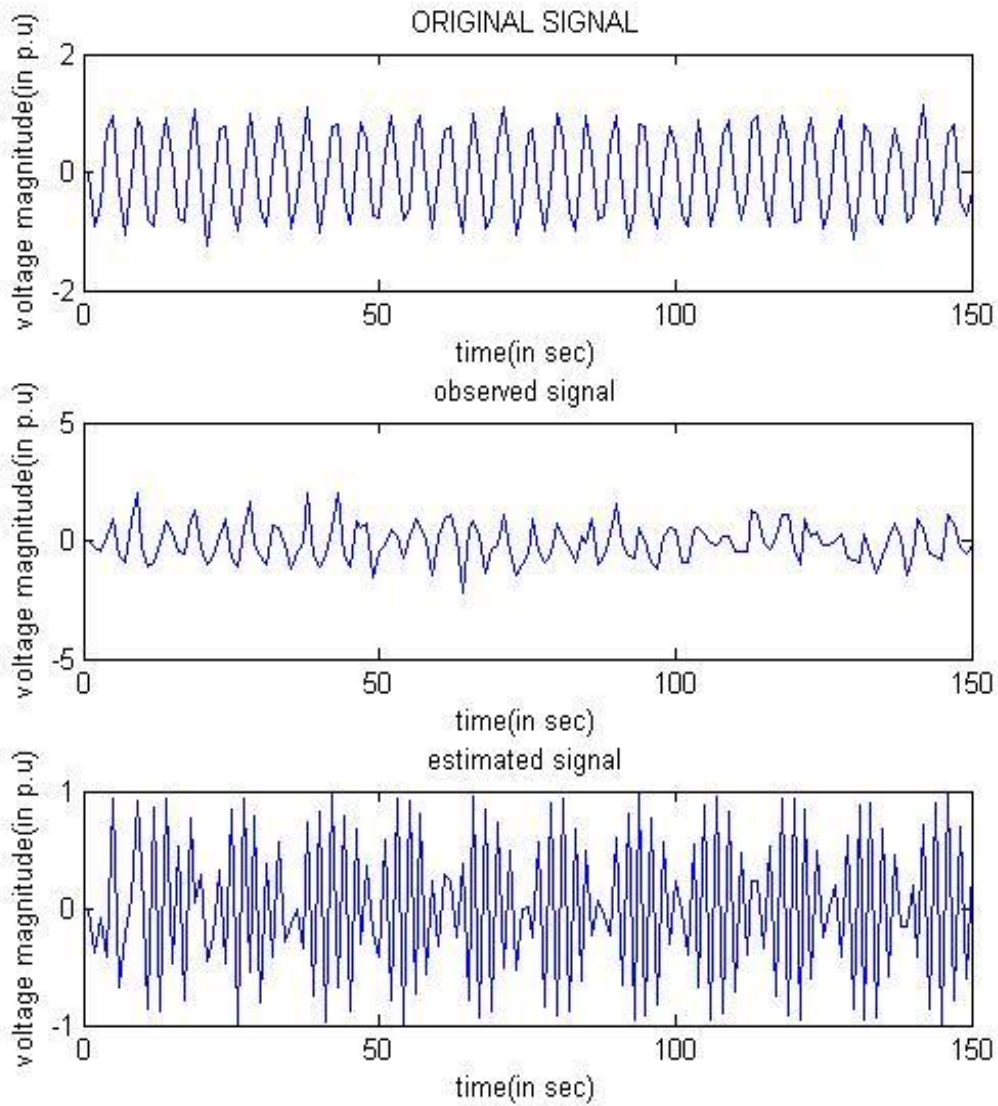 ORIGINAL SIGNAL
voltage magnitude(in p.u)
2
0
-2
0
50
100
150
time(in sec)
observed signal
voltage magnitude(in p.u)
5
0
-5
0
50
100
150
time(in sec)
estimated signal
voltage magnitude(in p.u)
1
0
-1
0
50
100
150
time(in sec)